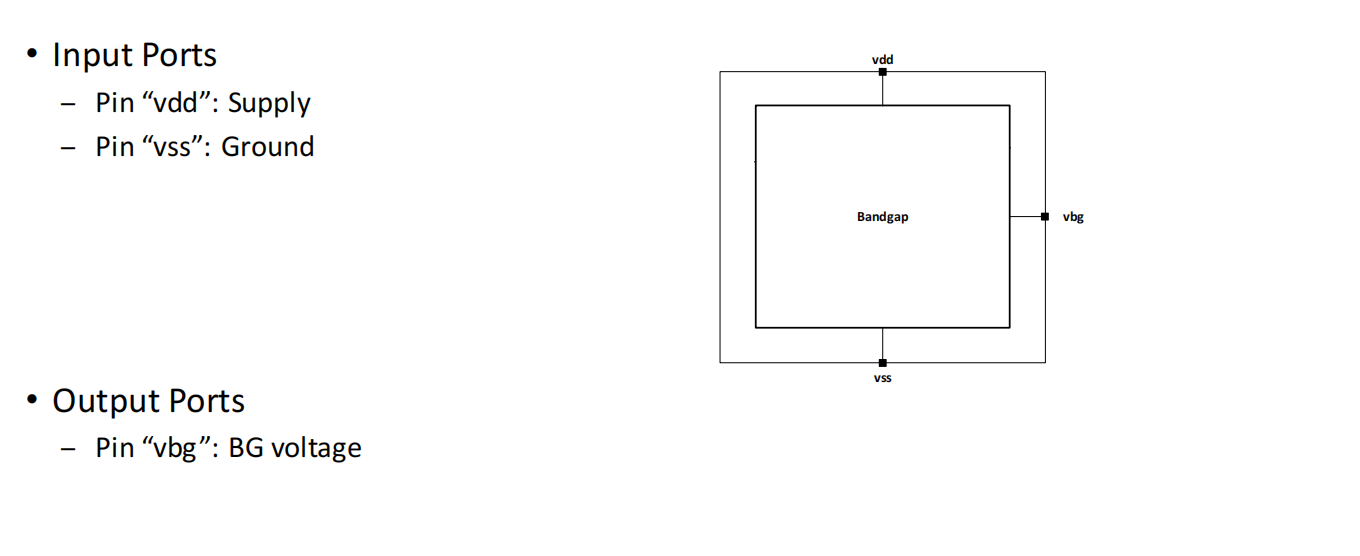 • Input Ports
– Pin “vdd”: Supply
– Pin “vss”: Ground
• Output Ports
– Pin “vbg”: BG voltage
vdd
Bandgap
vbg
vss